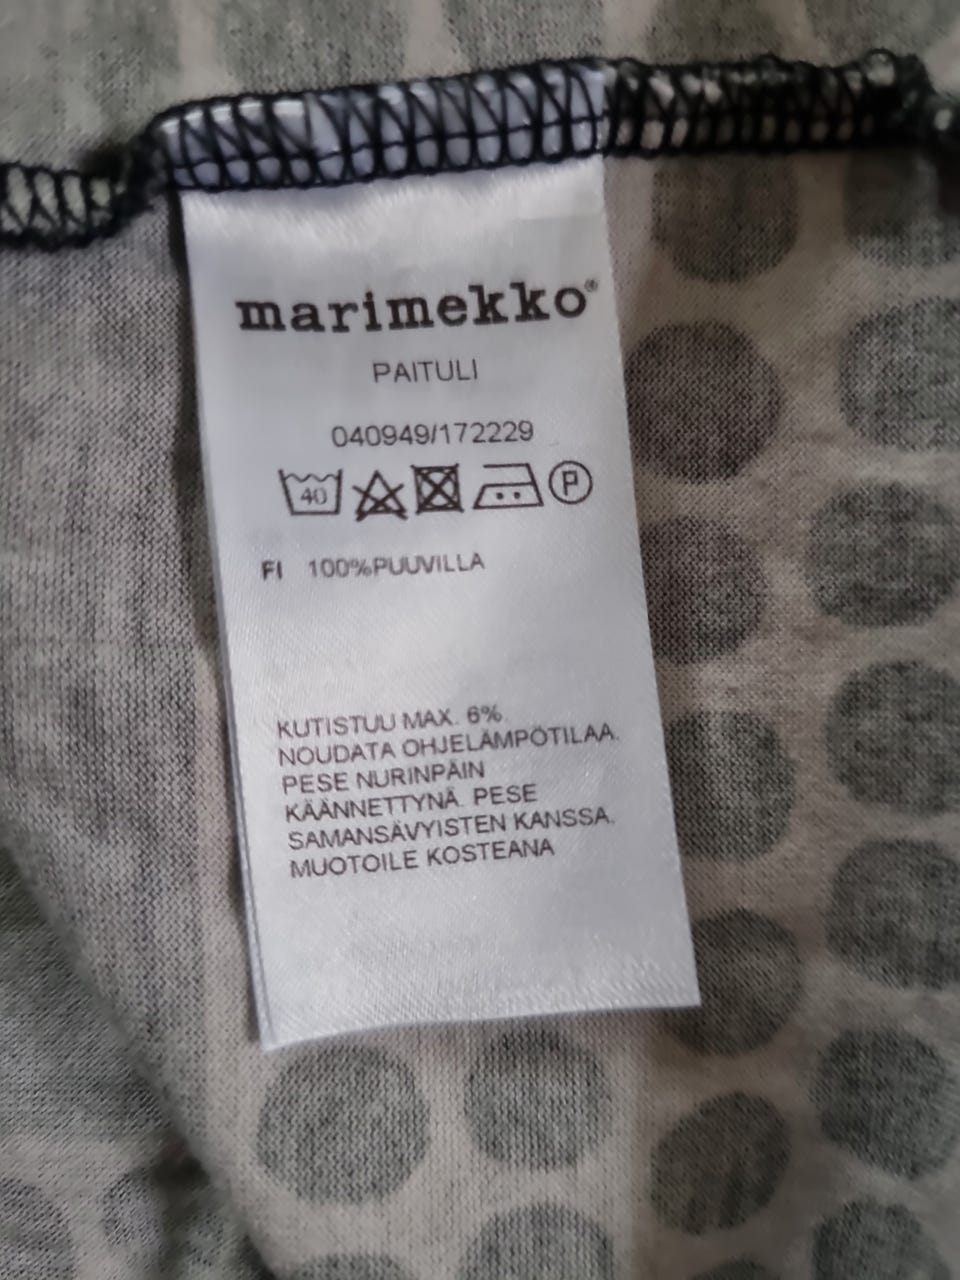 marimekko®
PAITULI
040949/172229
40 P
FI 100%PUUVILLA
KUTISTUU MAX. 6%.
NOUDATA OHJELÄMPÖTILAA.
PESE NURINPÄIN
KÄÄNNETTYNÄ. PESE
SAMANSÄVYISTEN KANSSA.
MUOTOILE KOSTEANA